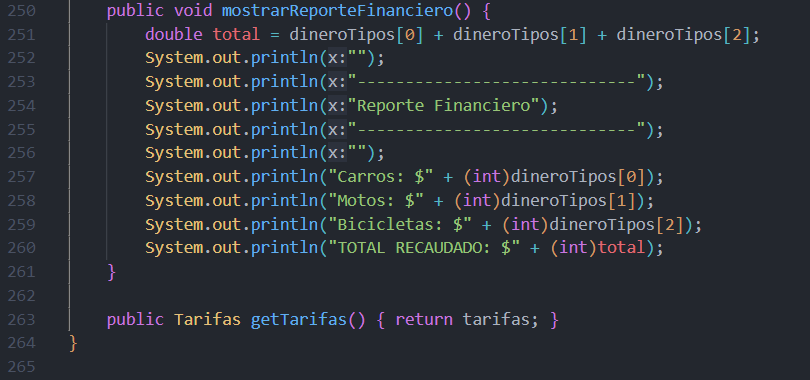 250 public void mostrarReporteFinanciero() {
251 double total = dineroTipos[0] + dineroTipos[1] + dineroTipos[2];
252 System.out.println(x:"");
253 System.out.println(x:"-----------------------------");
254 System.out.println(x:"Reporte Financiero");
255 System.out.println(x:"-----------------------------");
256 System.out.println(x:"");
257 System.out.println("Carros: $" + (int)dineroTipos[0]);
258 System.out.println("Motos: $" + (int)dineroTipos[1]);
259 System.out.println("Bicicletas: $" + (int)dineroTipos[2]);
260 System.out.println("TOTAL RECAUDADO: $" + (int)total);
261 }
262
263 public Tarifas getTarifas() { return tarifas; }
264 }
265